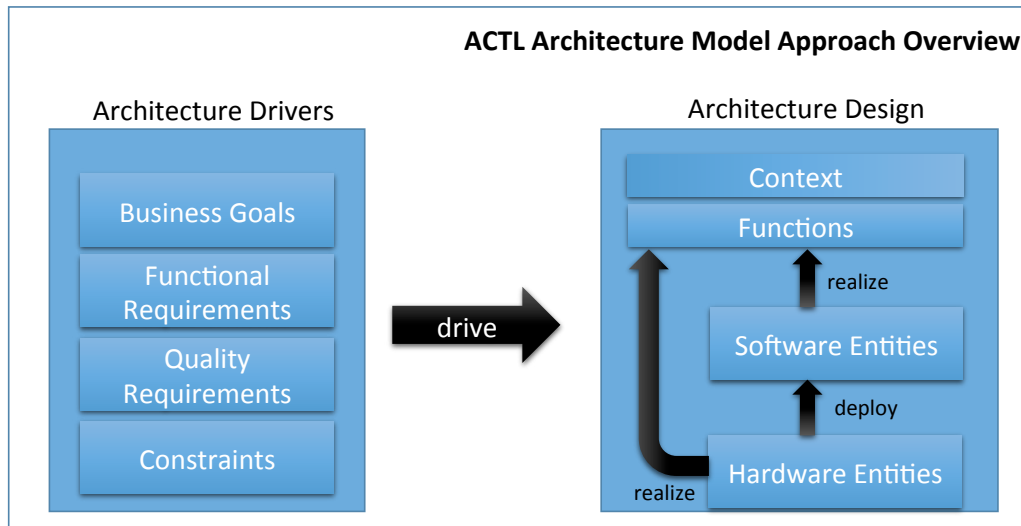 ACTL Architecture Model Approach Overview
Architecture Drivers
Business Goals
Functional
Requirements
Quality
Requirements
Constraints
drive
Architecture Design
Context
Functions
realize
Software Entities
deploy
Hardware Entities
realize